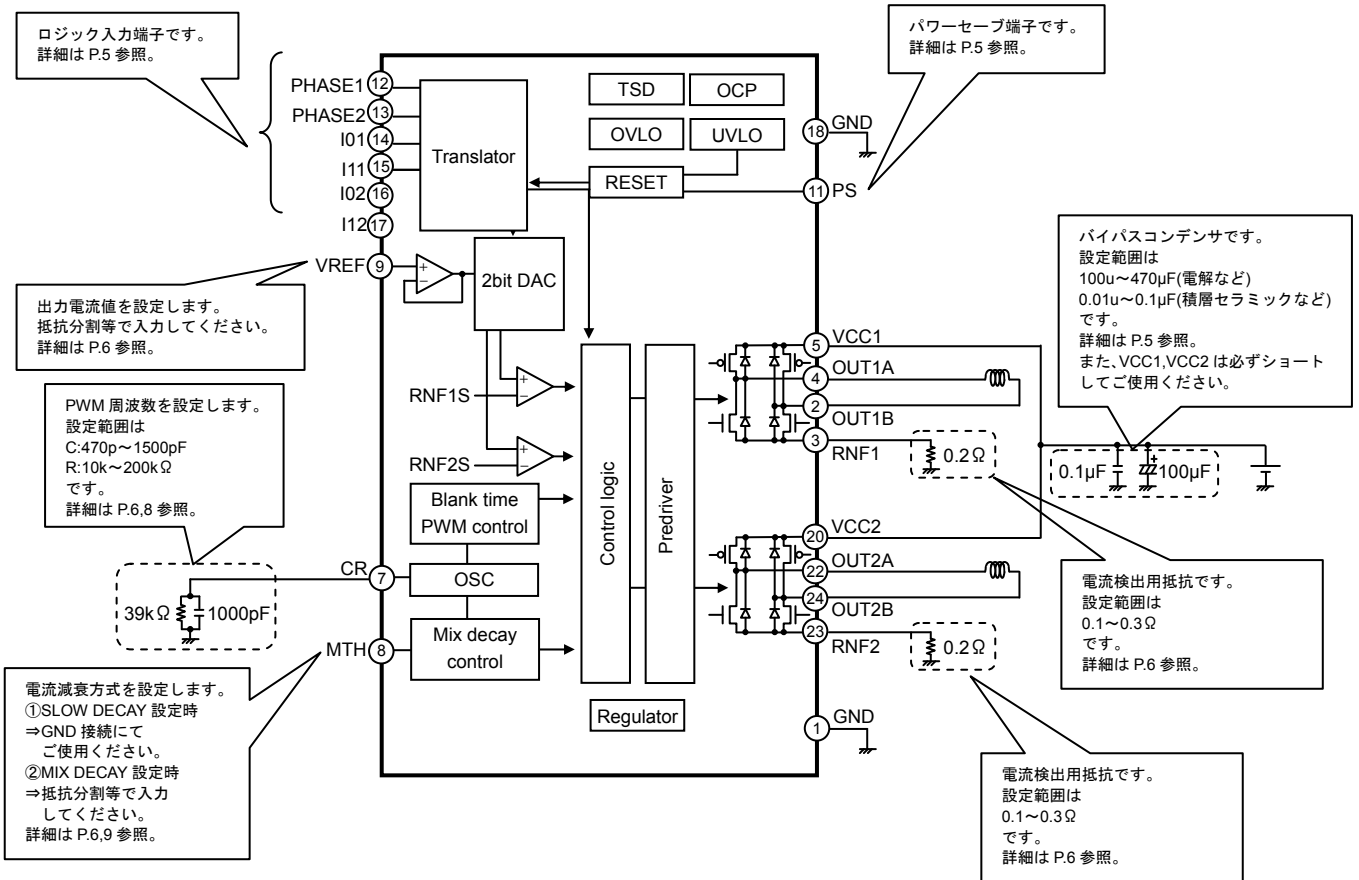 ロジック入力端子です。
詳細は P.5 参照。
パワーセーブ端子です。
詳細は P.5 参照。
PHASE1
12
PHASE2
13
I01
14
I11
15
I02
16
I12
17
VREF
9
Translator
TSD
OCP
OVLO
UVLO
RESET
18
GND
11
PS
2bit DAC
+
−
出力電流値を設定します。
抵抗分割等で入力してください。
詳細は P.6 参照。
バイパスコンデンサです。
設定範囲は
100u～470µF(電解など)
0.01u～0.1µF(積層セラミックなど)
です。
詳細は P.5 参照。
また、VCC1,VCC2 は必ずショート
してご使用ください。
PWM 周波数を設定します。
設定範囲は
C:470p～1500pF
R:10k～200kΩ
です。
詳細は P.6,8 参照。
RNF1S
+
−
RNF2S
+
−
Blank time
PWM control
OSC
Mix decay
control
Control logic
Predriver
Regulator
5
VCC1
4
OUT1A
2
OUT1B
3
RNF1
0.2Ω
0.1µF
+
100µF
20
VCC2
22
OUT2A
24
OUT2B
23
RNF2
0.2Ω
1
GND
CR
7
39kΩ
1000pF
MTH
8
電流減衰方式を設定します。
①SLOW DECAY 設定時
⇒GND 接続にて
ご使用ください。
②MIX DECAY 設定時
⇒抵抗分割等で入力
してください。
詳細は P.6,9 参照。
電流検出用抵抗です。
設定範囲は
0.1～0.3Ω
です。
詳細は P.6 参照。
電流検出用抵抗です。
設定範囲は
0.1～0.3Ω
です。
詳細は P.6 参照。